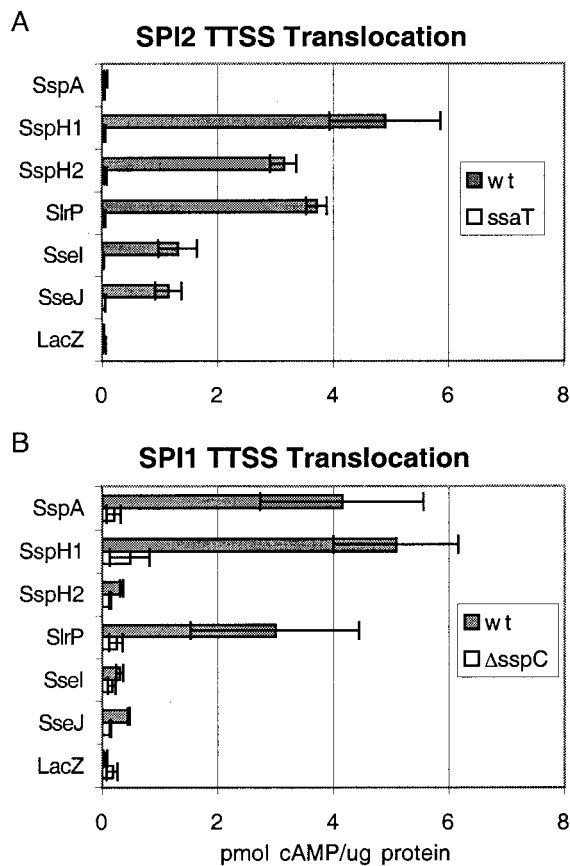 A
SPI2 TTSS Translocation
SspA
SspH1
SspH2
SlrP
SseI
SseJ
LacZ
wt
ssaT
0 2 4 6 8
B
SPI1 TTSS Translocation
SspA
SspH1
SspH2
SlrP
SseI
SseJ
LacZ
wt
ΔsspC
0 2 4 6 8
pmol cAMP/ug protein